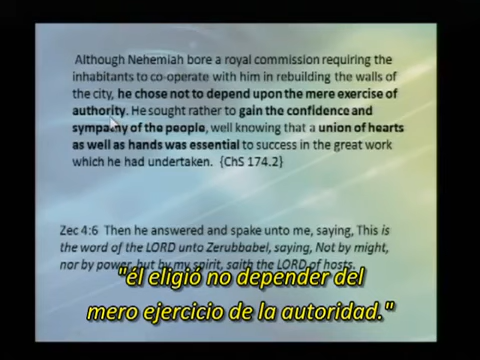 Although Nehemiah bore a royal commission requiring the
inhabitants to co-operate with him in rebuilding the walls of
the city, he chose not to depend upon the mere exercise of
authority. He sought rather to gain the confidence and
sympathy of the people, well knowing that a union of hearts
as well as hands was essential to success in the great work
which he had undertaken. {ChS 174.2}
Zec 4:6 Then he answered and spake unto me, saying, This is
the word of the LORD unto Zerubbabel, saying, Not by might,
nor by power, but by my spirit, saith the LORD of hosts.
"él eligió no depender del
mero ejercicio de la autoridad."